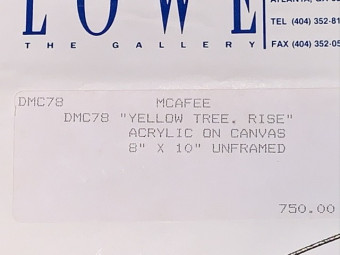 LOWE
THE GALLERY
TEL (404) 352-81
FAX (404) 352-05
DMC78 MCAFEE
DMC78 "YELLOW TREE. RISE"
ACRYLIC ON CANVAS
8" X 10" UNFRAMED
750.00